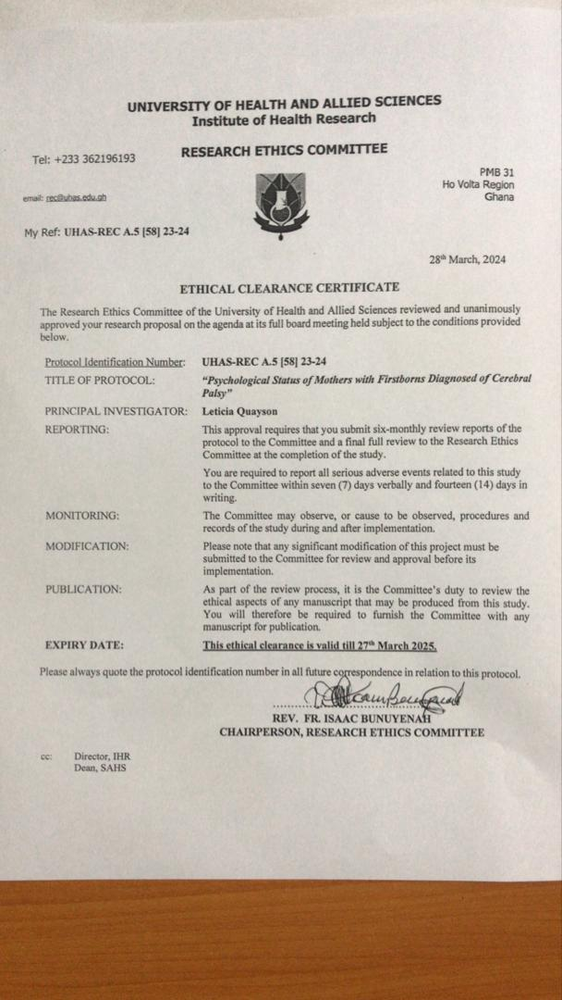 UNIVERSITY OF HEALTH AND ALLIED SCIENCES
Institute of Health Research
RESEARCH ETHICS COMMITTEE
Tel: +233 362196193
PMB 31
Ho Volta Region
Ghana
email: rec@uhas.edu.gh
My Ref: UHAS-REC A.5 [58] 23-24
28th March, 2024
ETHICAL CLEARANCE CERTIFICATE
The Research Ethics Committee of the University of Health and Allied Sciences reviewed and unanimously
approved your research proposal on the agenda at its full board meeting held subject to the conditions provided
below.
Protocol Identification Number: UHAS-REC A.5 [58] 23-24
TITLE OF PROTOCOL: “Psychological Status of Mothers with Firstborns Diagnosed of Cerebral
Palsy”
PRINCIPAL INVESTIGATOR: Leticia Quayson
REPORTING: This approval requires that you submit six-monthly review reports of the
protocol to the Committee and a final full review to the Research Ethics
Committee at the completion of the study.
You are required to report all serious adverse events related to this study
to the Committee within seven (7) days verbally and fourteen (14) days in
writing.
MONITORING: The Committee may observe, or cause to be observed, procedures and
records of the study during and after implementation.
MODIFICATION: Please note that any significant modification of this project must be
submitted to the Committee for review and approval before its
implementation.
PUBLICATION: As part of the review process, it is the Committee’s duty to review the
ethical aspects of any manuscript that may be produced from this study.
You will therefore be required to furnish the Committee with any
manuscript for publication.
EXPIRY DATE: This ethical clearance is valid till 27th March 2025.
Please always quote the protocol identification number in all future correspondence in relation to this protocol.
REV. FR. ISAAC BUNUYENAH
CHAIRPERSON, RESEARCH ETHICS COMMITTEE
cc: Director, IHR
Dean, SAHS